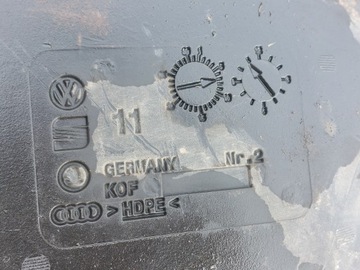 11
GERMANY Nr.2
KOF
>HDPE<